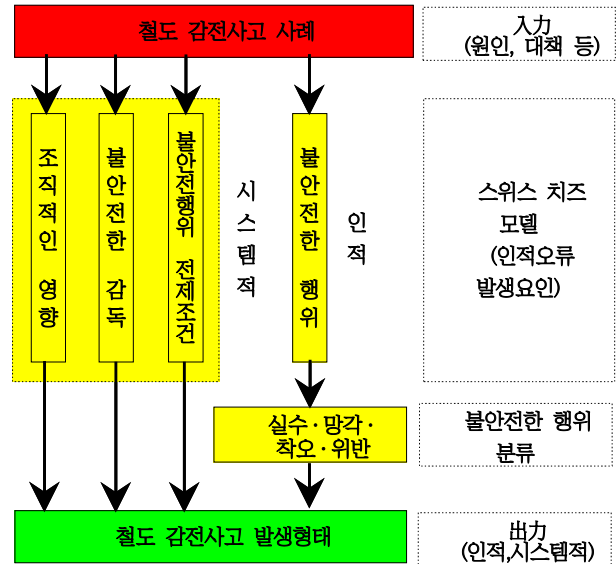 철도 감전사고 사례
入力
(원인, 대책 등)
조직적인 영향
불안전한 감독
불안전행위 전제조건
시스템적
불안전한 행위
인적
스위스 치즈
모델
(인적오류
발생요인)
실수·망각·
착오·위반
불안전한 행위
분류
철도 감전사고 발생형태
出力
(인적,시스템적)